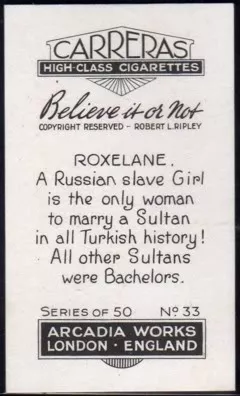 CARRERAS
HIGH-CLASS CIGARETTES
Believe it or Not
COPYRIGHT RESERVED - ROBERT L. RIPLEY
ROXELANE.
A Russian slave Girl
is the only woman
to marry a Sultan
in all Turkish history!
All other Sultans
were Bachelors.
SERIES OF 50 Nº 33
ARCADIA WORKS
LONDON · ENGLAND